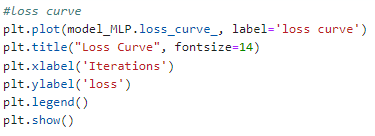 #loss curve
plt.plot(model_MLP.loss_curve_, label='loss curve')
plt.title("Loss Curve", fontsize=14)
plt.xlabel('Iterations')
plt.ylabel('loss')
plt.legend()
plt.show()